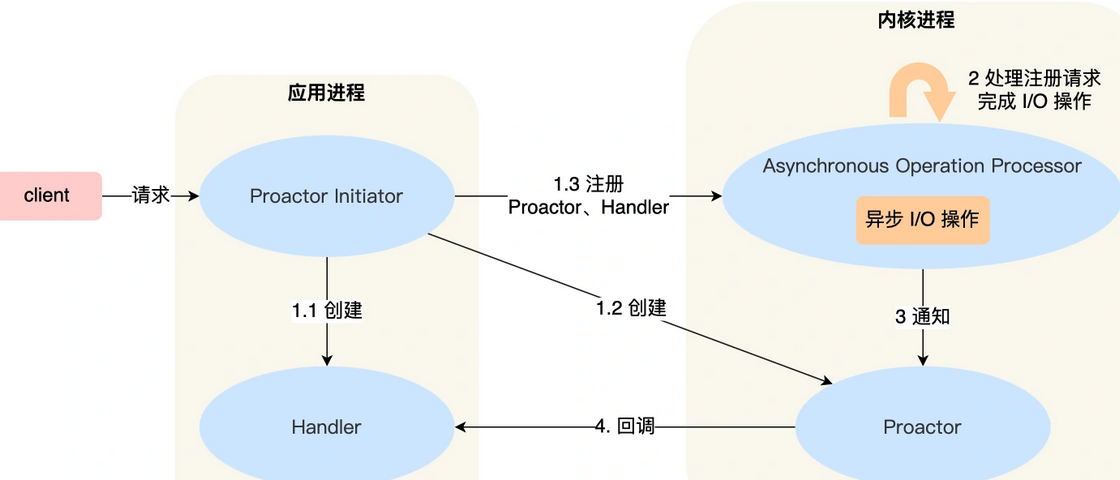 内核进程
应用进程
2 处理注册请求
完成 I/O 操作
Asynchronous Operation Processor
异步 I/O 操作
client
请求
Proactor Initiator
1.3 注册
Proactor、Handler
1.1 创建
1.2 创建
3 通知
Handler
4. 回调
Proactor